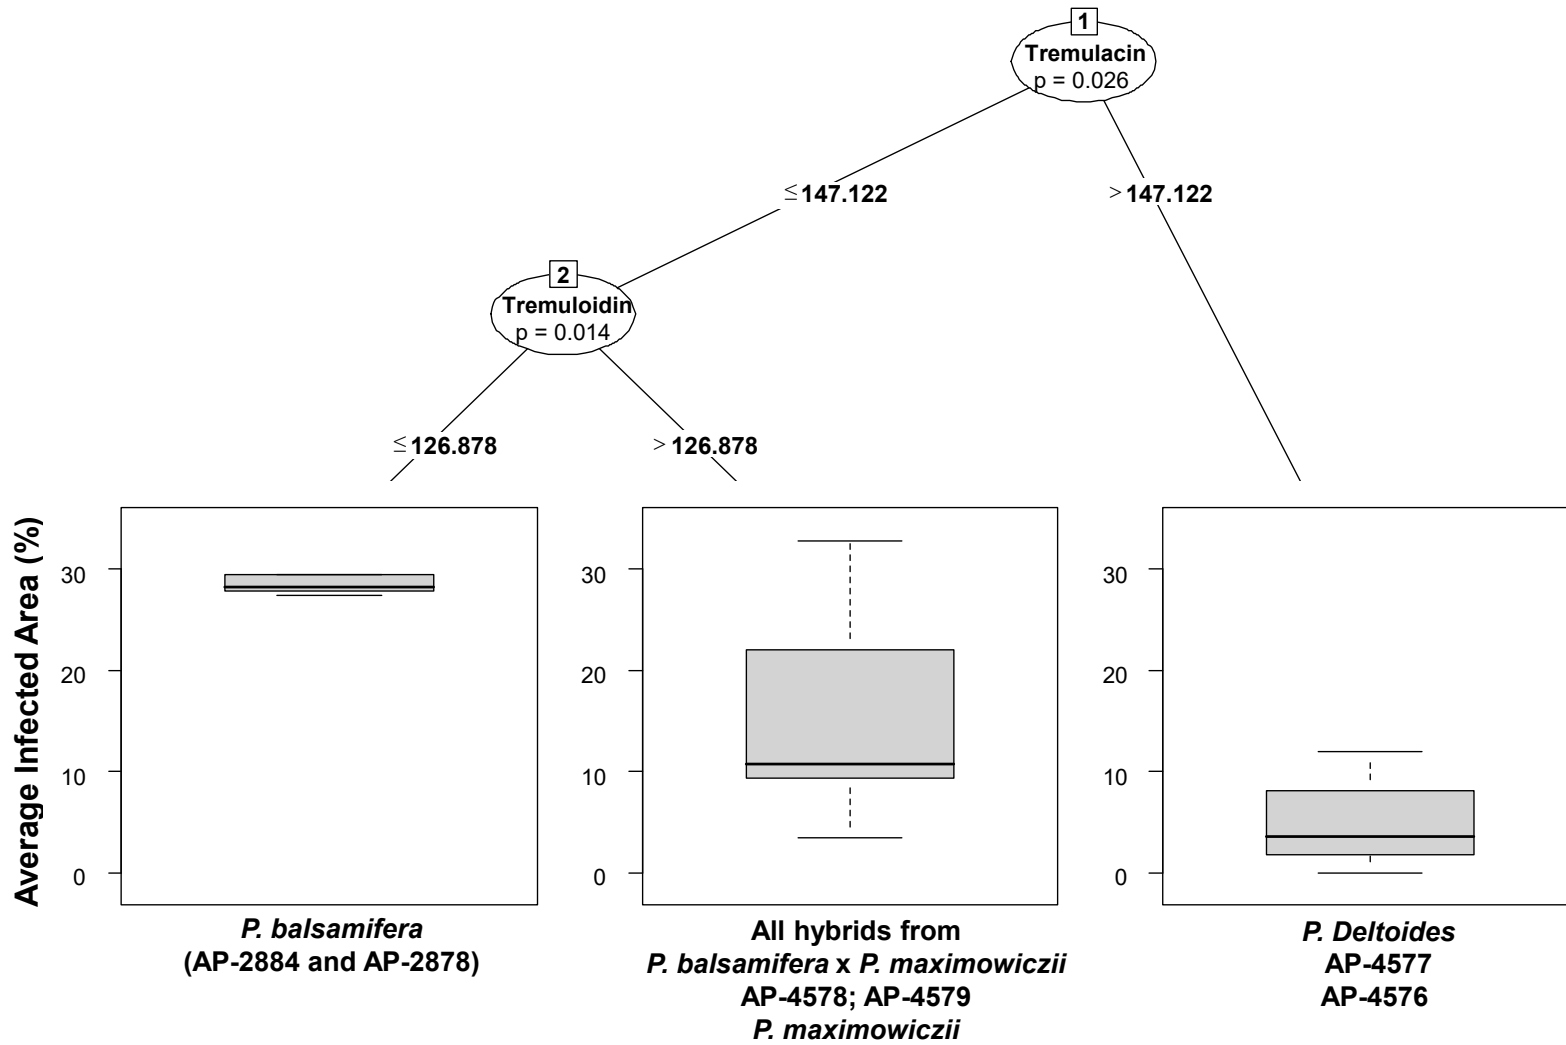 1
Tremulacin
p = 0.026
≤ 147.122
> 147.122
2
Tremuloidin
p = 0.014
≤ 126.878
> 126.878
Average Infected Area (%)
30
20
10
0
30
20
10
0
30
20
10
0
P. balsamifera
(AP-2884 and AP-2878)
All hybrids from
P. balsamifera x P. maximowiczii
AP-4578; AP-4579
P. maximowiczii
P. Deltoides
AP-4577
AP-4576